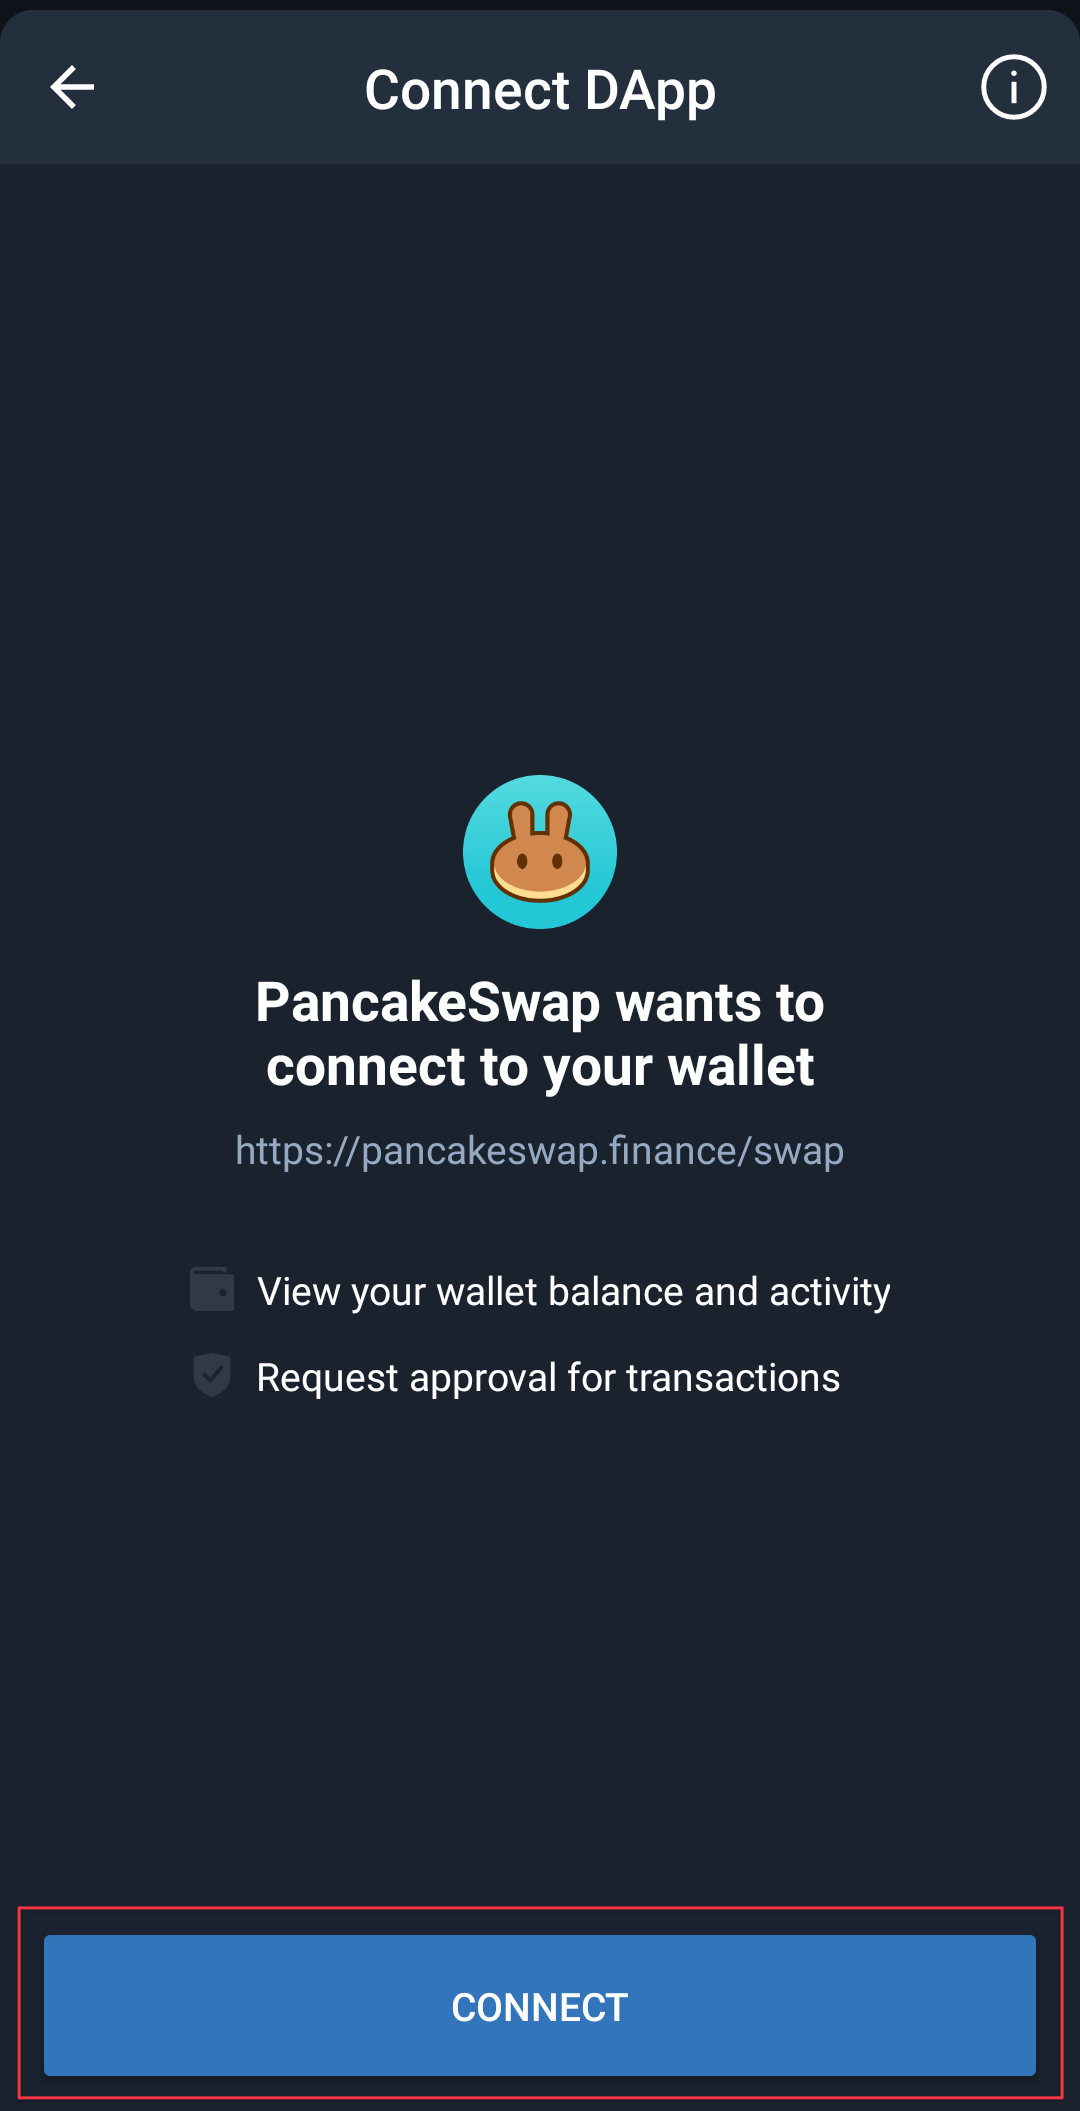 Connect DApp
PancakeSwap wants to
connect to your wallet
https://pancakeswap.finance/swap
View your wallet balance and activity
Request approval for transactions
CONNECT